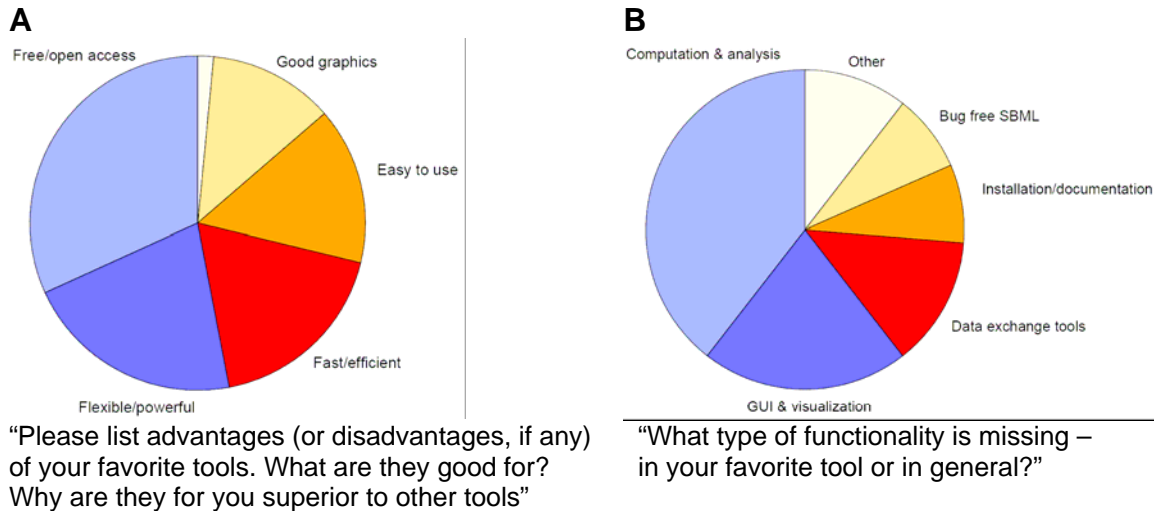 A
Free/open access
Good graphics
Easy to use
Fast/efficient
Flexible/powerful
“Please list advantages (or disadvantages, if any)
of your favorite tools. What are they good for?
Why are they for you superior to other tools”
B
Computation & analysis
Other
Bug free SBML
Installation/documentation
Data exchange tools
GUI & visualization
“What type of functionality is missing –
in your favorite tool or in general?”